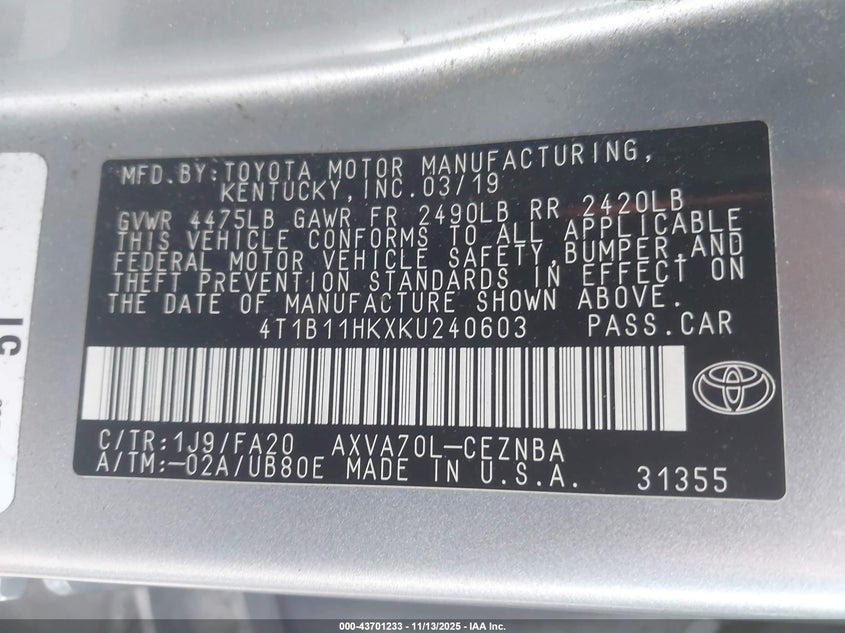 MFD.BY:TOYOTA MOTOR MANUFACTURING,
KENTUCKY,INC.03/19
GVWR 4475LB GAWR FR 2490LB RR 2420LB
THIS VEHICLE CONFORMS TO ALL APPLICABLE
FEDERAL MOTOR VEHICLE SAFETY,BUMPER,AND
THEFT PREVENTION STANDARDS IN EFFECT ON
THE DATE OF MANUFACTURE SHOWN ABOVE.
4T1B11HKXKU240603 PASS.CAR
C/TR:1J9/FA20 AXVA70L-CEZNBA
A/TM:-02A/UB80E MADE IN U.S.A. 31355
000-43701233 - 11/13/2025 - IAA Inc.